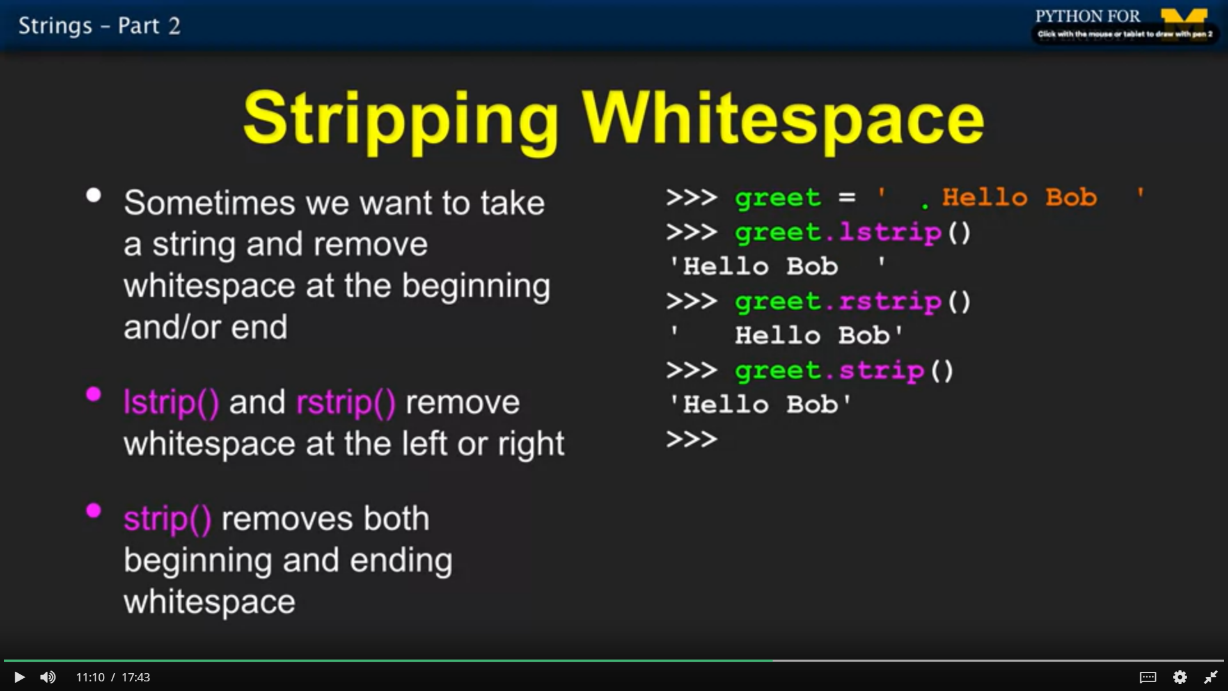 Strings – Part 2
PYTHON FOR
Click with the mouse or tablet to draw with pen 2
Stripping Whitespace
• Sometimes we want to take
a string and remove
whitespace at the beginning
and/or end
• lstrip() and rstrip() remove
whitespace at the left or right
• strip() removes both
beginning and ending
whitespace
>>> greet = '   Hello Bob  '
>>> greet.lstrip()
'Hello Bob  '
>>> greet.rstrip()
'   Hello Bob'
>>> greet.strip()
'Hello Bob'
>>>
11:10 / 17:43